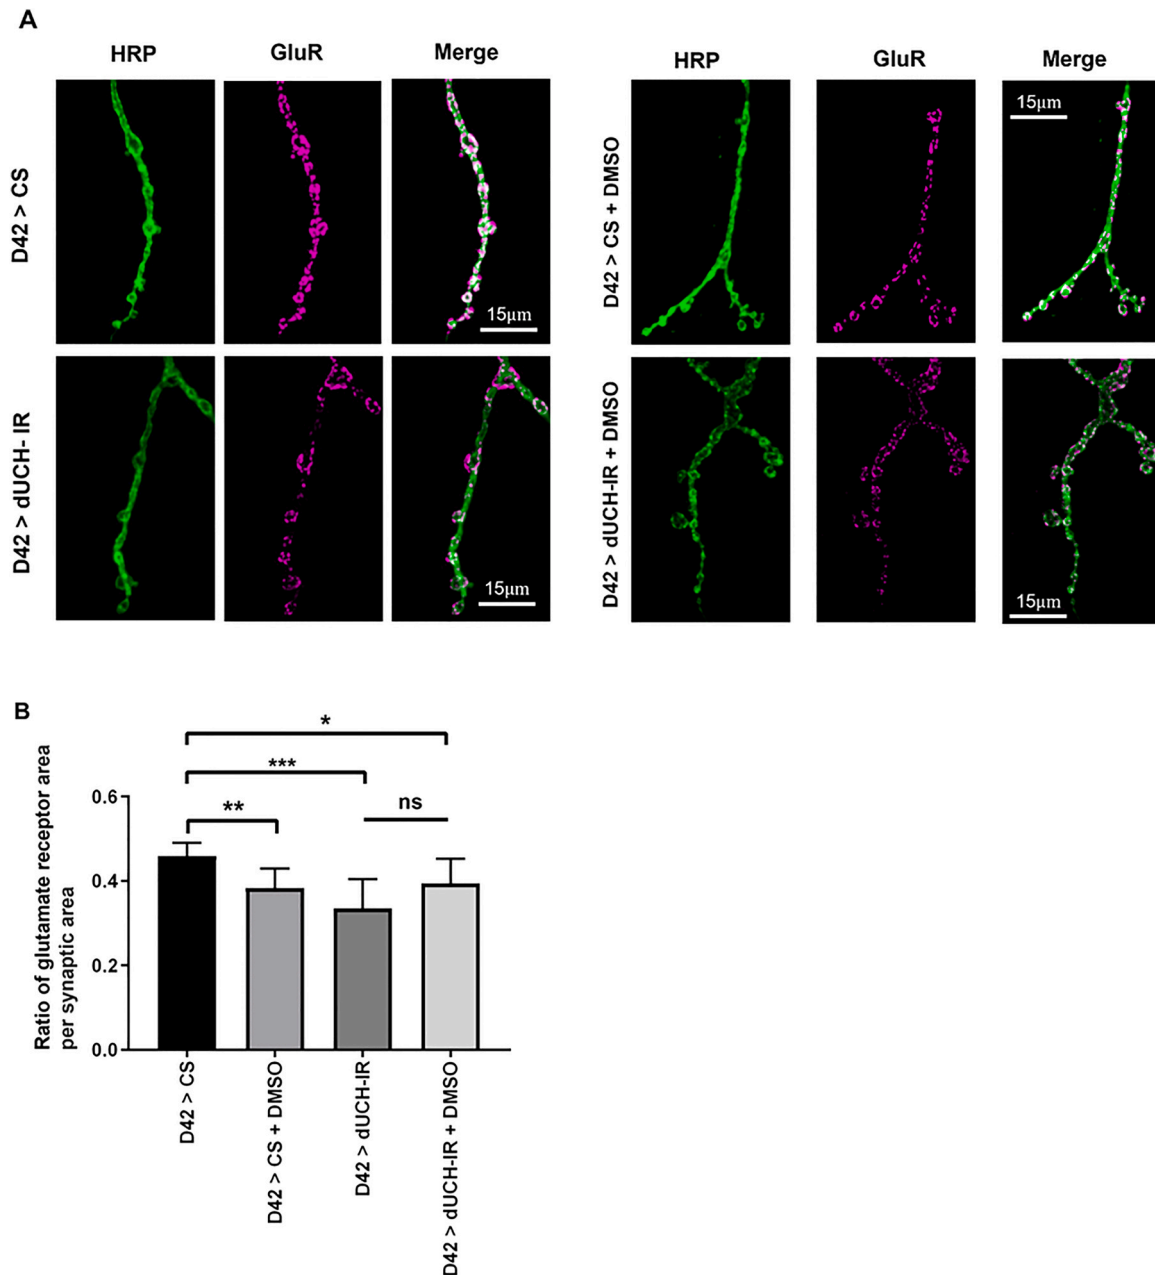 A
HRP GluR Merge
HRP GluR Merge
D42 > CS
15μm
D42 > CS + DMSO
15μm
D42 > dUCH- IR
15μm
D42 > dUCH-IR + DMSO
15μm
B
*
***
**
ns
Ratio of glutamate receptor area
per synaptic area
0.6
0.4
0.2
0.0
D42 > CS
D42 > CS + DMSO
D42 > dUCH-IR
D42 > dUCH-IR + DMSO